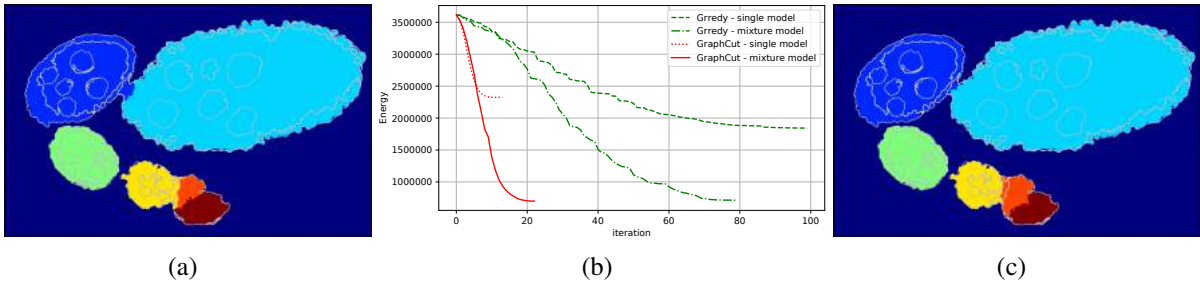 3500000
3000000
2500000
2000000
1500000
1000000
Energy
0 20 40 60 80 100
iteration
Grredy - single model
Grredy - mixture model
GraphCut - single model
GraphCut - mixture model
(a) (b) (c)